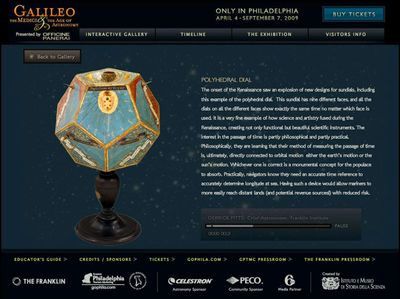 GALILEO
THE MEDICI & THE AGE OF
ASTRONOMY
Presented by OFFICINE
PANERAI
ONLY IN PHILADELPHIA
APRIL 4 - SEPTEMBER 7, 2009
BUY TICKETS
INTERACTIVE GALLERY
TIMELINE
THE EXHIBITION
VISITORS INFO
Back to Gallery
POLYHEDRAL DIAL
The onset of the Renaissance saw an explosion of new designs for sundials, including
this example of the polyhedral dial. This sundial has nine different faces, and all the
dials on all the different faces show exactly the same time no matter which face is
used. It is a very fine example of how science and artistry fused during the
Renaissance, creating not only functional but beautiful scientific instruments. The
interest in the passage of time is partly philosophical and partly practical.
Philosophically, they are learning that their method of measuring the passage of time
is, ultimately, directly connected to orbital motion either the earth's motion or the
sun's motion. Whichever one is correct is a monumental concept for the populace
to absorb. Practically, navigators know they need an accurate time reference to
accurately determine longitude at sea. Having such a device would allow mariners to
more easily reach distant lands (and potential revenue sources) with reduced risk.
DERRICK PITTS, Chief Astronomer, Franklin Institute
PAUSE
EDUCATOR'S GUIDE >
CREDITS / SPONSORS >
TICKETS >
GOPHILA.COM >
GPTMC PRESSROOM >
THE FRANKLIN PRESSROOM >
THE FRANKLIN
Philadelphia
gophila.com
CELESTRON
Astronomy Sponsor
PECO.
Community Sponsor
6
Media Partner
Created by
ISTITUTO E MUSEO
DI STORIA DELLA SCIENZA